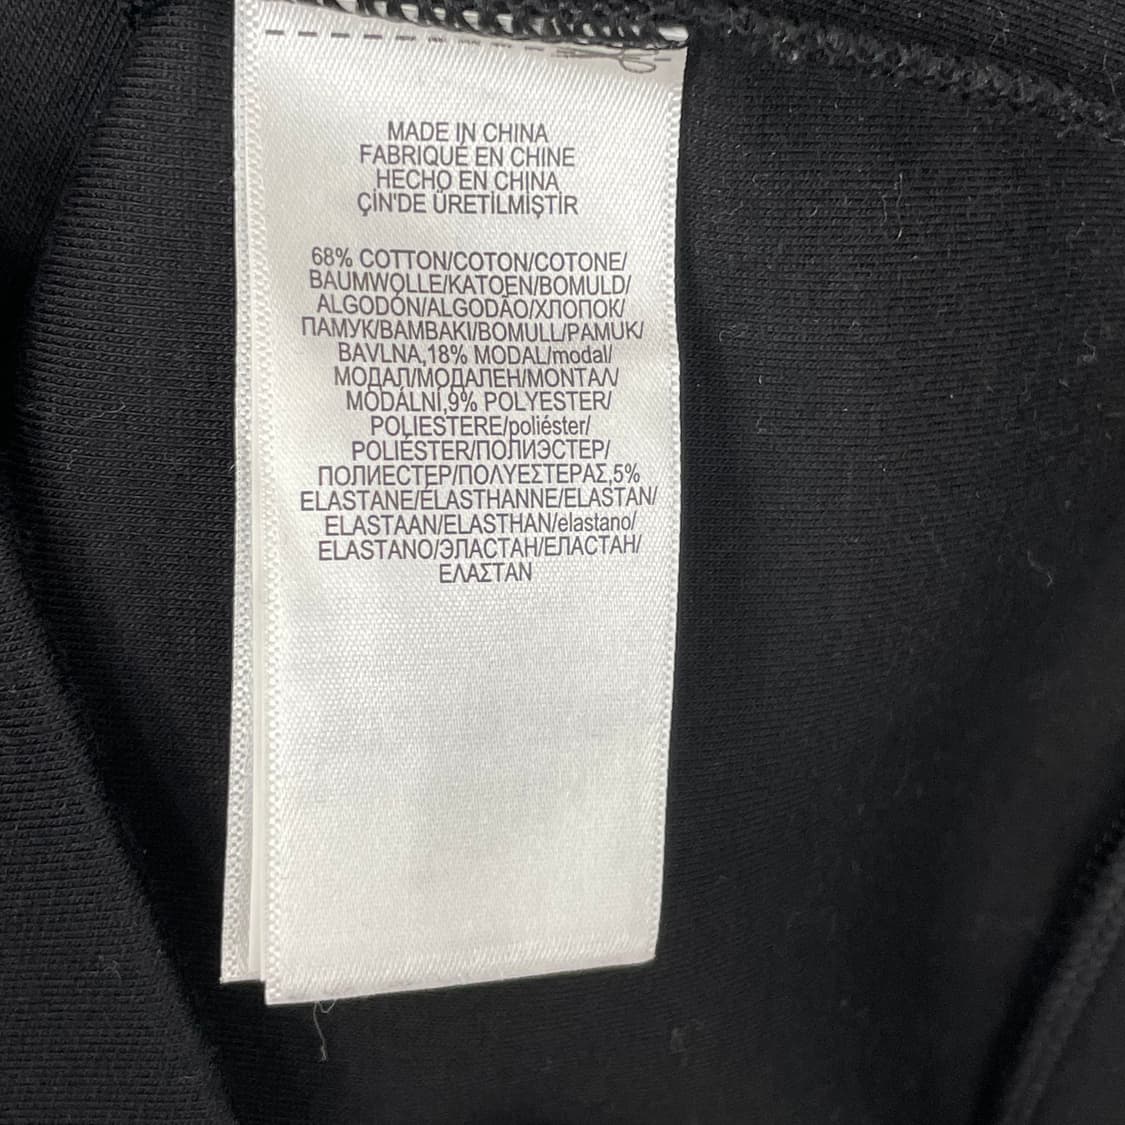 MADE IN CHINA
FABRIQUÉ EN CHINE
HECHO EN CHINA
ÇİN'DE ÜRETİLMİŞTİR
68% COTTON/COTON/COTONE/
BAUMWOLLE/KATOEN/BOMULD/
ALGODÓN/ALGODÃO/ХЛОПОК/
ПАМУК/ΒΑΜΒΑΚΙ/BOMULL/PAMUK/
BAVLNA,18% MODAL/modal/
МОДАЛ/МОДАЛЕН/ΜΟΝΤΑΛ/
MODÁLNÍ,9% POLYESTER/
POLIESTERE/poliéster/
POLIÉSTER/ПОЛИЭСТЕР/
ПОЛИЕСТЕР/ΠΟΛΥΕΣΤΕΡΑΣ,5%
ELASTANE/ÉLASTHANNE/ELASTAN/
ELASTAAN/ELASTHAN/elastano/
ELASTANO/ЭЛАСТАН/ЕЛАСТАН/
ΕΛΑΣΤΑΝ